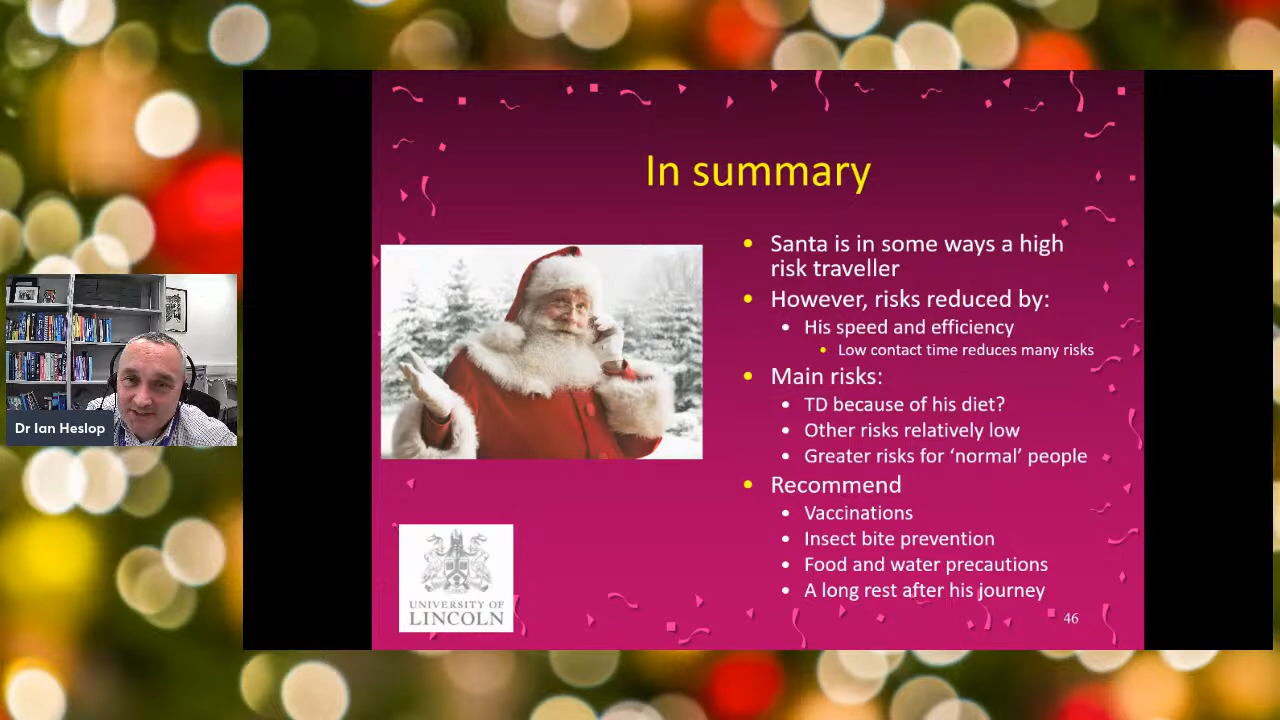 In summary
Santa is in some ways a high
risk traveller
However, risks reduced by:
His speed and efficiency
Low contact time reduces many risks
Main risks:
TD because of his diet?
Other risks relatively low
Greater risks for ‘normal’ people
Recommend
Vaccinations
Insect bite prevention
Food and water precautions
A long rest after his journey
Dr Ian Heslop
UNIVERSITY OF
LINCOLN
46